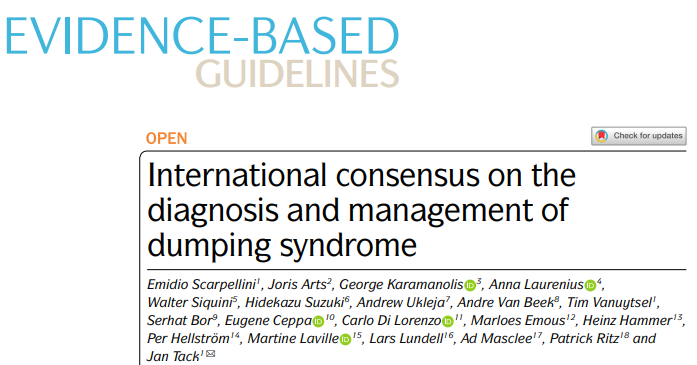 EVIDENCE-BASED
GUIDELINES
OPEN
Check for updates
International consensus on the
diagnosis and management of
dumping syndrome
Emidio Scarpellini¹, Joris Arts², George Karamanolis³, Anna Laurenius⁴,
Walter Siquini⁵, Hidekazu Suzuki⁶, Andrew Ukleja⁷, Andre Van Beek⁸, Tim Vanuytsel¹,
Serhat Bor⁹, Eugene Ceppa¹⁰, Carlo Di Lorenzo¹¹, Marloes Emous¹², Heinz Hammer¹³,
Per Hellström¹⁴, Martine Laville¹⁵, Lars Lundell¹⁶, Ad Masclee¹⁷, Patrick Ritz¹⁸ and
Jan Tack¹